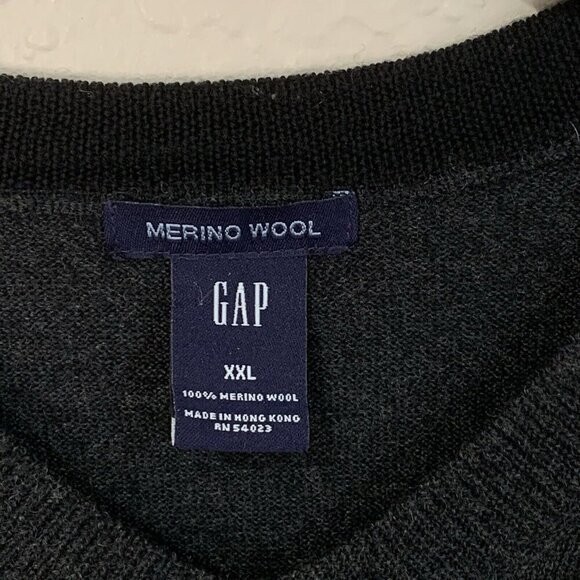 MERINO WOOL
GAP
XXL
100% MERINO WOOL
MADE IN HONG KONG
RN 54023